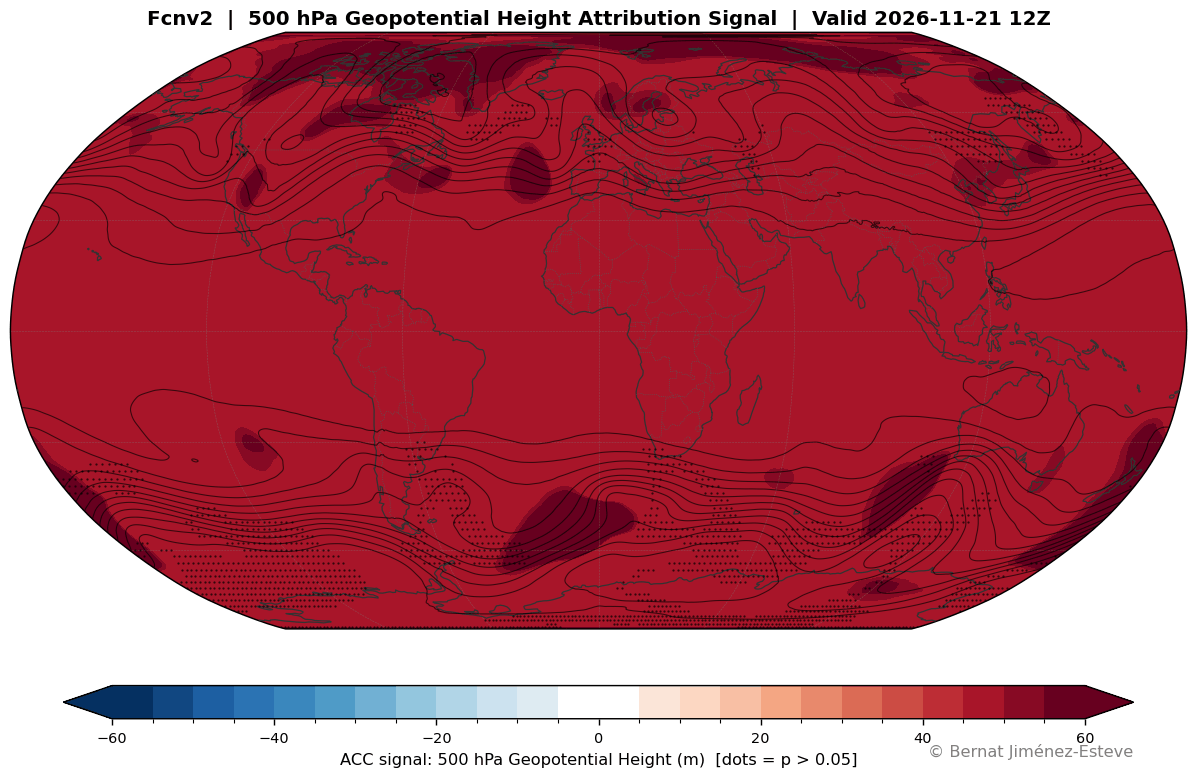 Fcnv2 | 500 hPa Geopotential Height Attribution Signal | Valid 2026-11-21 12Z
−60 −40 −20 0 20 40 60
ACC signal: 500 hPa Geopotential Height (m) [dots = p > 0.05]
© Bernat Jiménez-Esteve